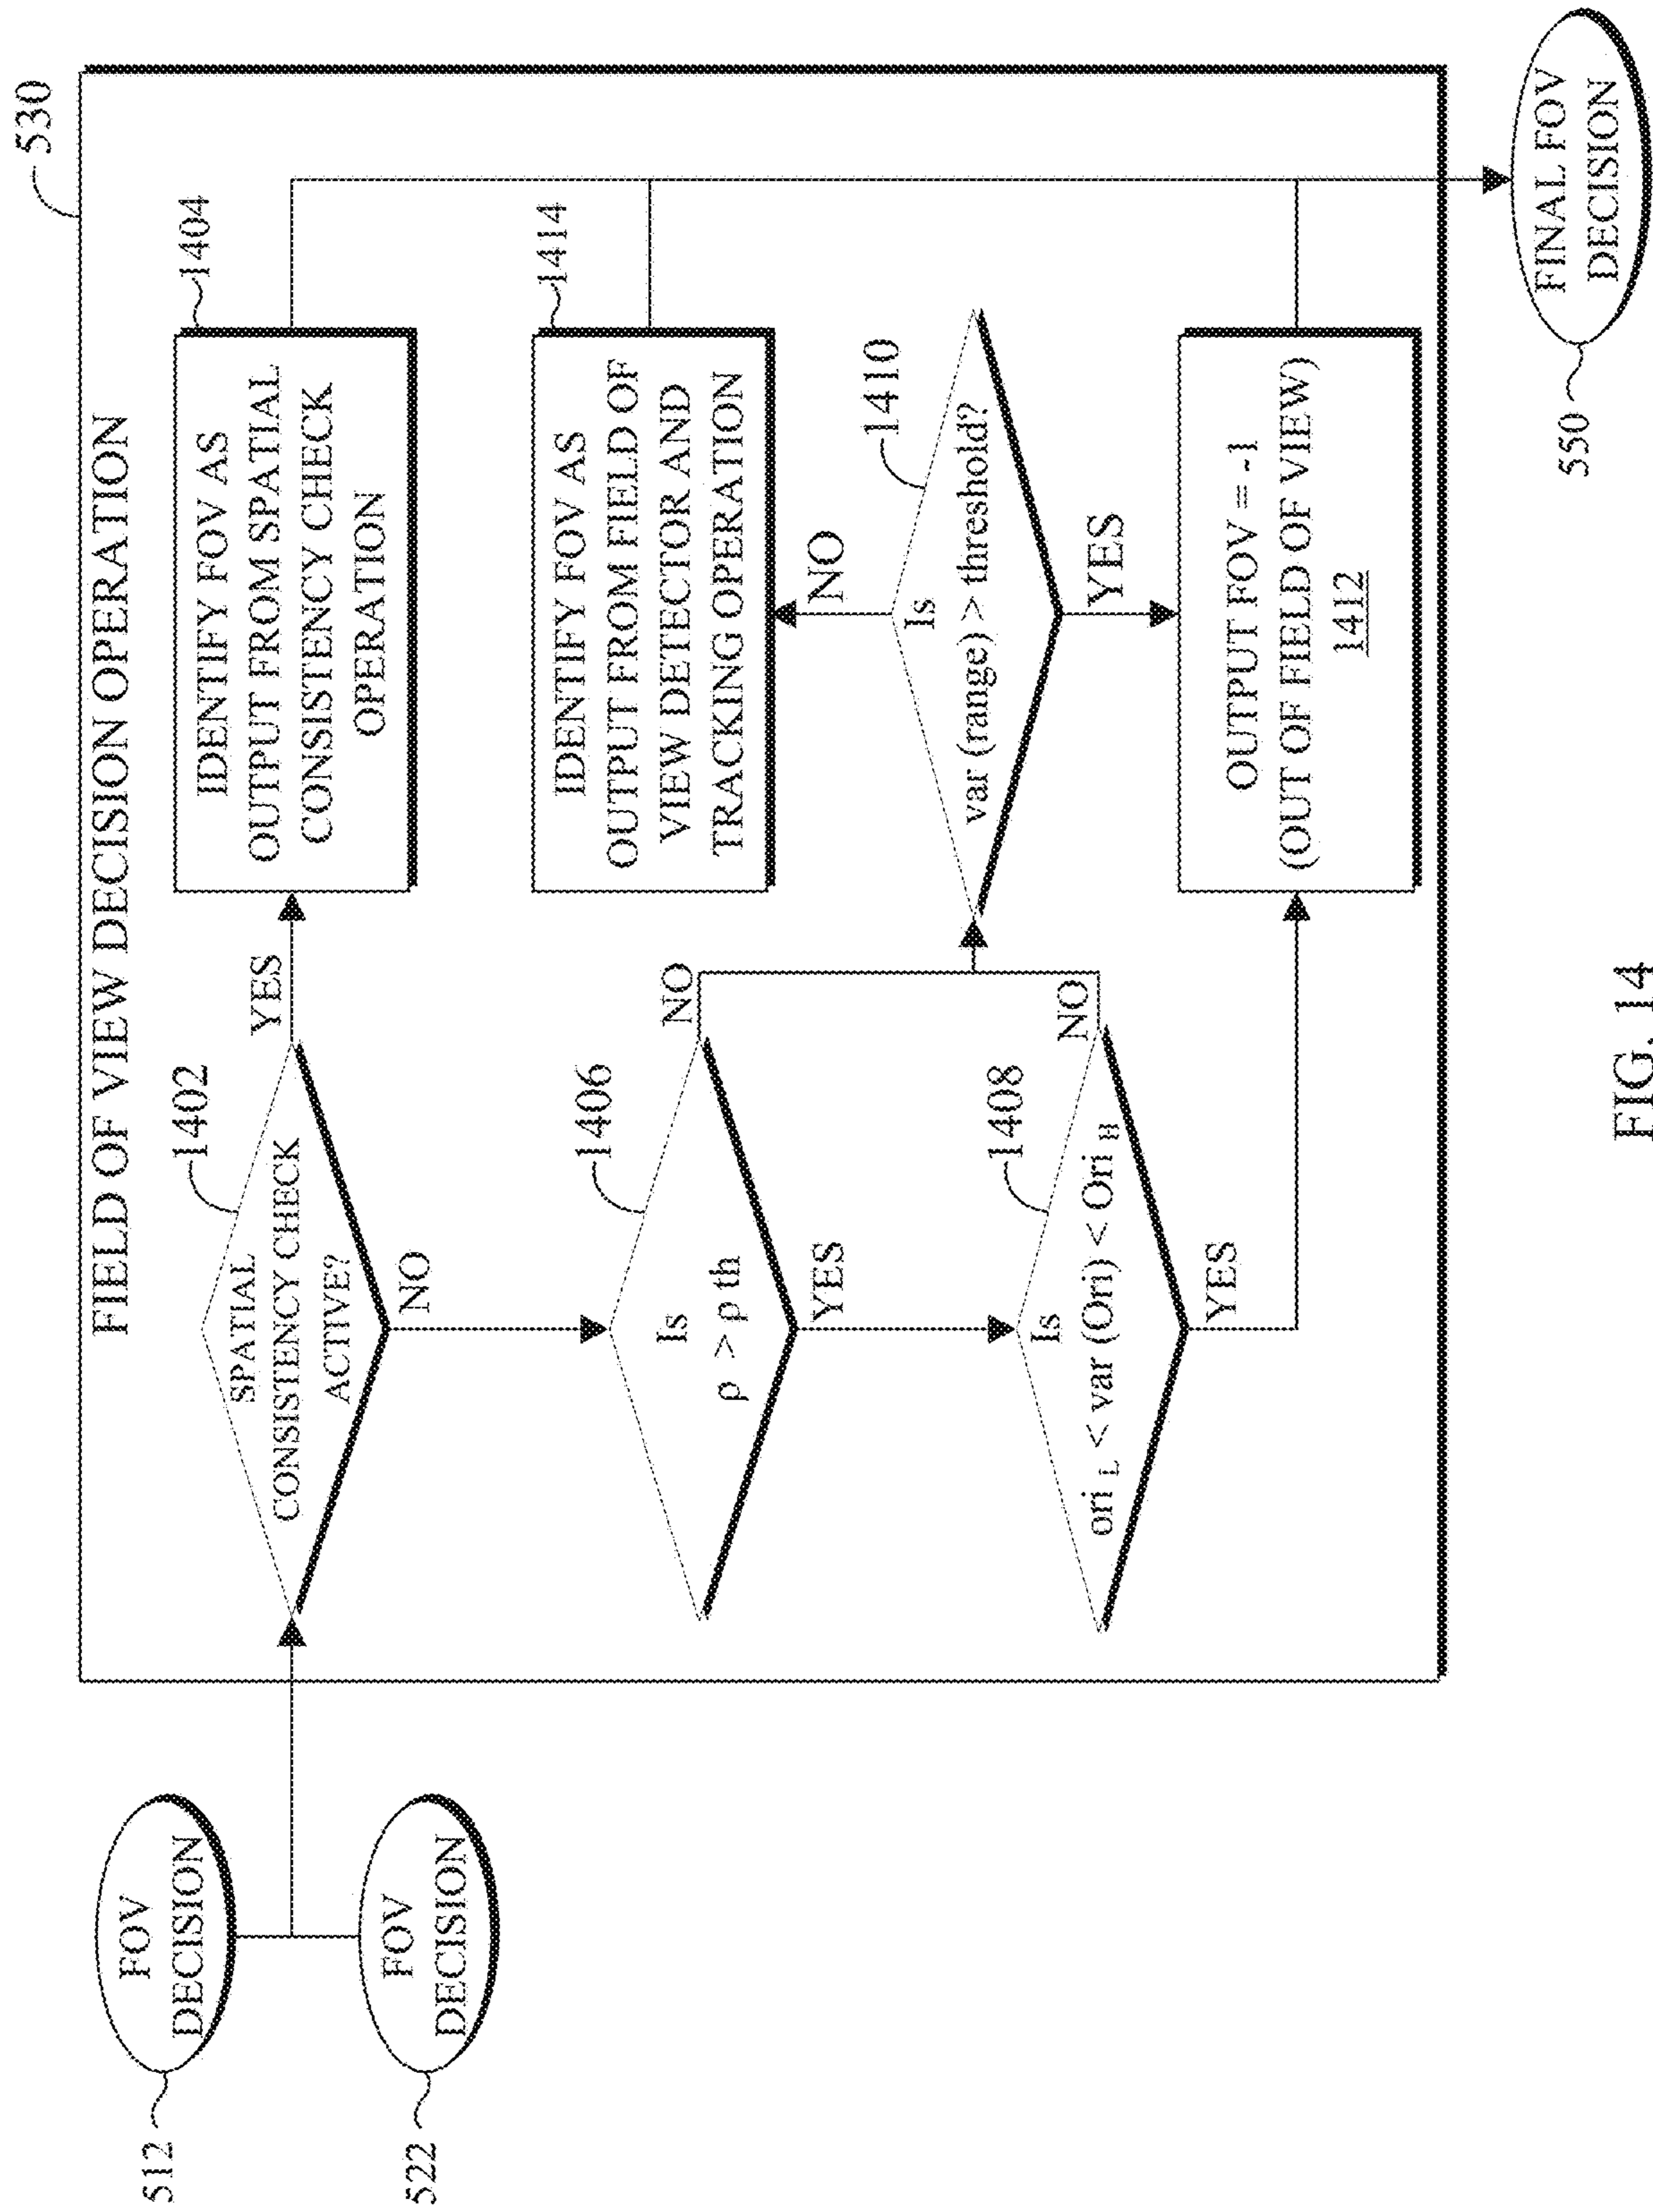 530
FIELD OF VIEW DECISION OPERATION
512
FOV
DECISION
522
FOV
DECISION
1402
SPATIAL
CONSISTENCY CHECK
ACTIVE?
YES
NO
1404
IDENTIFY FOV AS
OUTPUT FROM SPATIAL
CONSISTENCY CHECK
OPERATION
1406
Is
ρ > ρ th
NO
YES
1414
IDENTIFY FOV AS
OUTPUT FROM FIELD OF
VIEW DETECTOR AND
TRACKING OPERATION
1408
Is
ori L < var (Ori) < Ori H
NO
YES
1410
Is
var (range) > threshold?
NO
YES
OUTPUT FOV = -1
(OUT OF FIELD OF VIEW)
1412
FINAL FOV
DECISION
550
FIG. 14